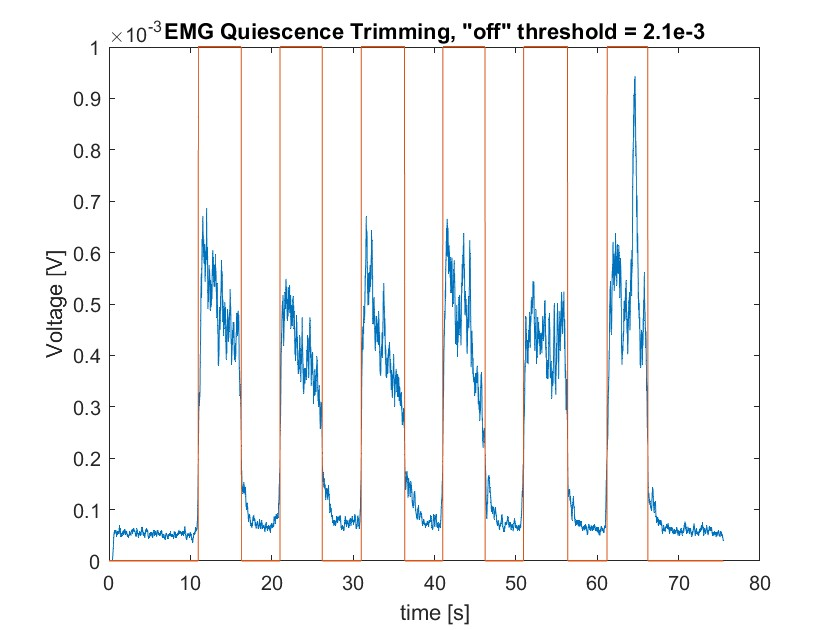 ×10-3 EMG Quiescence Trimming, "off" threshold = 2.1e-3
1
0.9
0.8
0.7
0.6
0.5
0.4
0.3
0.2
0.1
0
Voltage [V]
0 10 20 30 40 50 60 70 80
time [s]